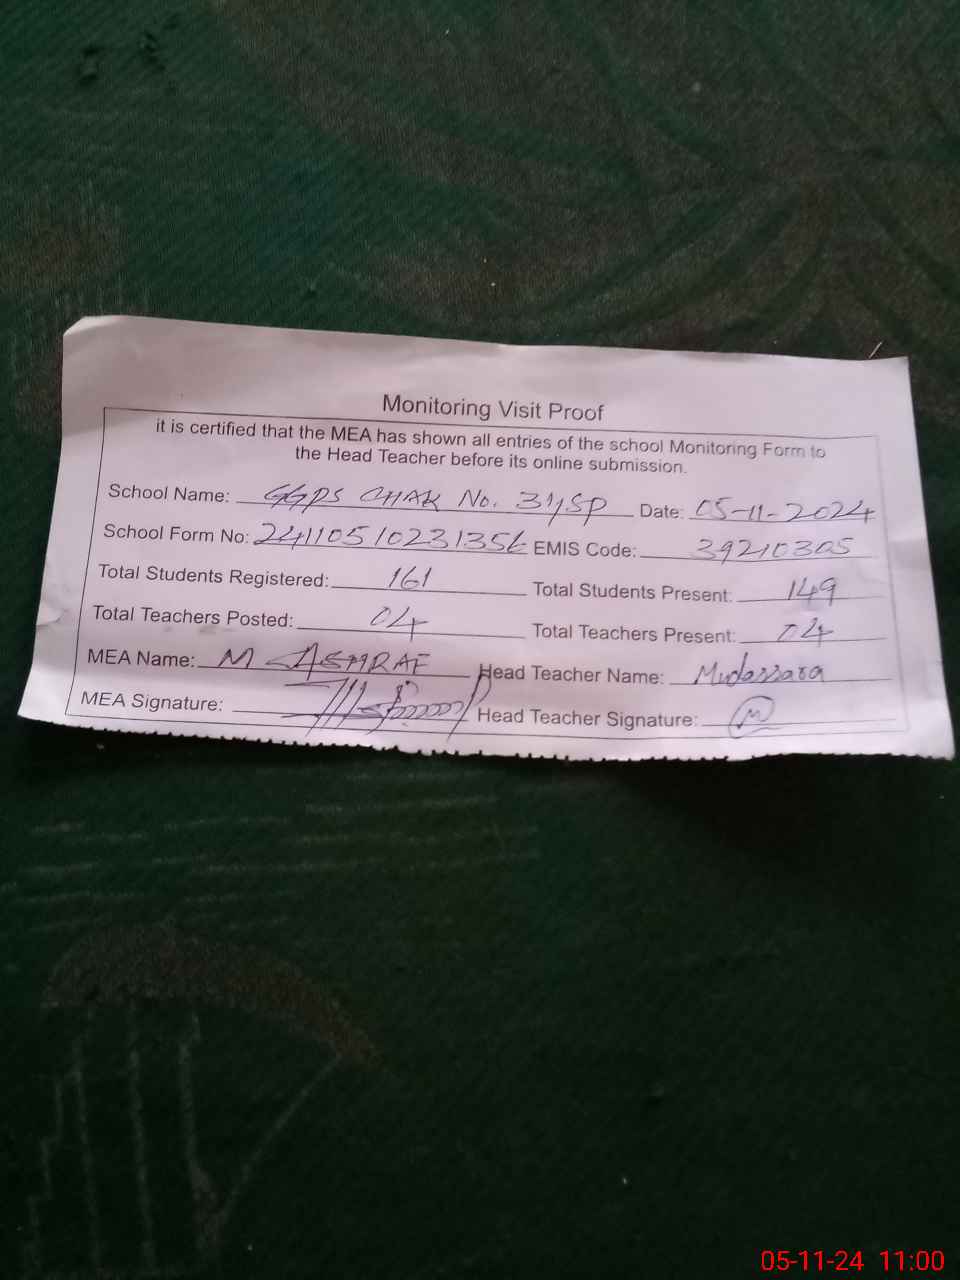 Monitoring Visit Proof
it is certified that the MEA has shown all entries of the school Monitoring Form to
the Head Teacher before its online submission.
School Name: GGPS CHAK No. 31/SP Date: 05-11-2024
School Form No: EMIS Code: 39210305
Total Students Registered: 161 Total Students Present: 149
Total Teachers Posted: 04 Total Teachers Present: 04
MEA Name: M ASHRAF Head Teacher Name: Mudassara
MEA Signature: Head Teacher Signature: M
05-11-24 11:00